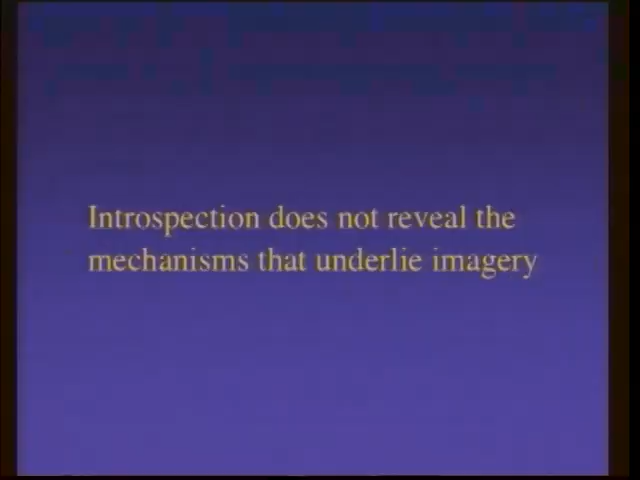 Introspection does not reveal the
mechanisms that underlie imagery